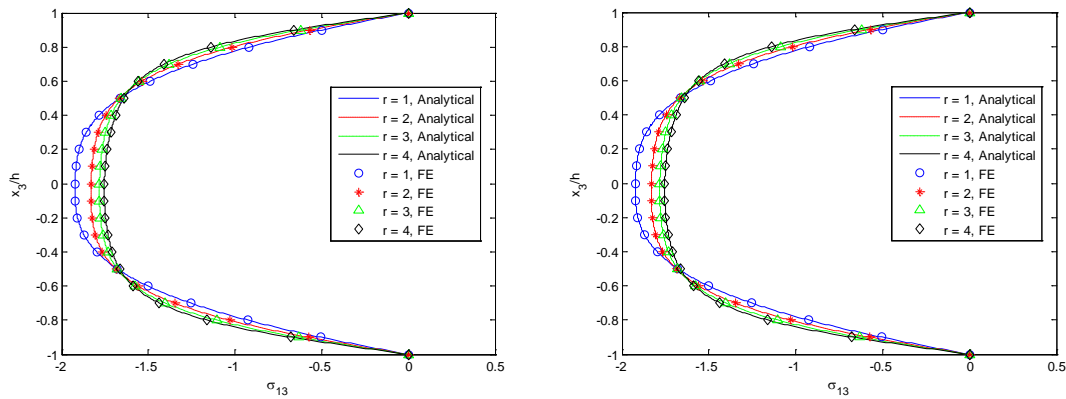 1
0.8
0.6
0.4
0.2
0
-0.2
-0.4
-0.6
-0.8
-1
x3/h
-2 -1.5 -1 -0.5 0 0.5
σ13
r = 1, Analytical
r = 2, Analytical
r = 3, Analytical
r = 4, Analytical
r = 1, FE
r = 2, FE
r = 3, FE
r = 4, FE
1
0.8
0.6
0.4
0.2
0
-0.2
-0.4
-0.6
-0.8
-1
x3/h
-2 -1.5 -1 -0.5 0 0.5
σ13
r = 1, Analytical
r = 2, Analytical
r = 3, Analytical
r = 4, Analytical
r = 1, FE
r = 2, FE
r = 3, FE
r = 4, FE